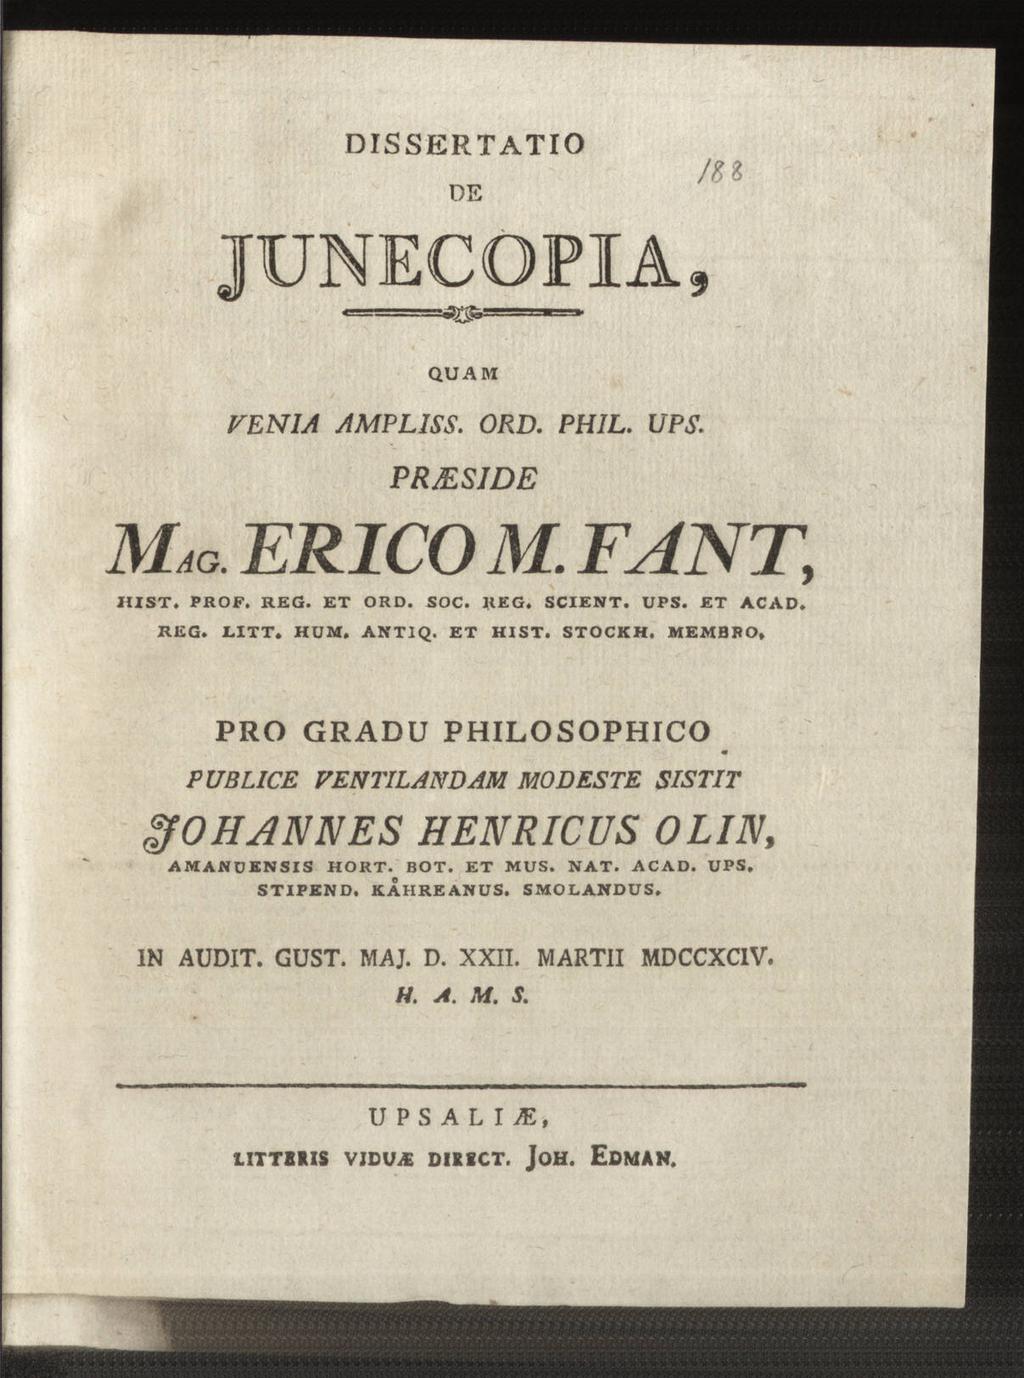 DISSERTATIO
188
DE
JUNECOPIA,
QUAM
VENIA AMPLISS. ORD. PHIL. UPS.
PRÆSIDE
MAG. ERICO M. FANT,
HIST. PROF. REG. ET ORD. SOC. REG. SCIENT. UPS. ET ACAD.
REG. LITT. HUM. ANTIQ. ET HIST. STOCKH. MEMBRO,
PRO GRADU PHILOSOPHICO
PUBLICE VENTILANDAM MODESTE SISTIT
JOHANNES HENRICUS OLIN,
AMANUENSIS HORT. BOT. ET MUS. NAT. ACAD. UPS.
STIPEND. KÅHREANUS. SMOLANDUS.
IN AUDIT. GUST. MAJ. D. XXII. MARTII MDCCXCIV.
H. A. M. S.
UPSALIÆ,
LITTERIS VIDUÆ DIRECT. JOH. EDMAN.